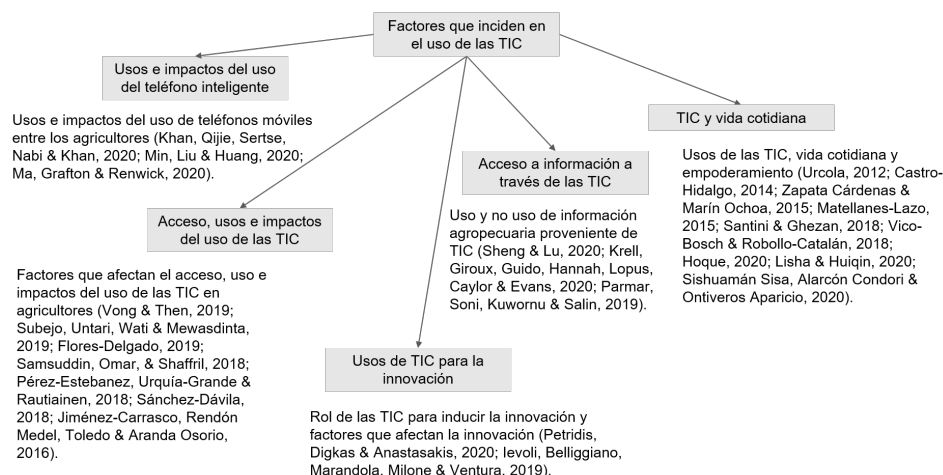 Factores que inciden en
el uso de las TIC
Usos e impactos del uso
del teléfono inteligente
Usos e impactos del uso de teléfonos móviles
entre los agricultores (Khan, Qijie, Sertse,
Nabi & Khan, 2020; Min, Liu & Huang, 2020;
Ma, Grafton & Renwick, 2020).
Acceso, usos e impactos
del uso de las TIC
Factores que afectan el acceso, uso e
impactos del uso de las TIC en
agricultores (Vong & Then, 2019;
Subejo, Untari, Wati & Mewasdinta,
2019; Flores-Delgado, 2019;
Samsuddin, Omar, & Shaffril, 2018;
Pérez-Estebanez, Urquía-Grande &
Rautiainen, 2018; Sánchez-Dávila,
2018; Jiménez-Carrasco, Rendón
Medel, Toledo & Aranda Osorio,
2016).
Usos de TIC para la
innovación
Rol de las TIC para inducir la innovación y
factores que afectan la innovación (Petridis,
Digkas & Anastasakis, 2020; Ievoli, Belliggiano,
Marandola, Milone & Ventura, 2019).
Acceso a información a
través de las TIC
Uso y no uso de información
agropecuaria proveniente de
TIC (Sheng & Lu, 2020; Krell,
Giroux, Guido, Hannah, Lopus,
Caylor & Evans, 2020; Parmar,
Soni, Kuwornu & Salin, 2019).
TIC y vida cotidiana
Usos de las TIC, vida cotidiana y
empoderamiento (Urcola, 2012; Castro-
Hidalgo, 2014; Zapata Cárdenas &
Marín Ochoa, 2015; Matellanes-Lazo,
2015; Santini & Ghezan, 2018; Vico-
Bosch & Robollo-Catalán, 2018;
Hoque, 2020; Lisha & Huiqin, 2020;
Sishuamán Sisa, Alarcón Condori &
Ontiveros Aparicio, 2020).